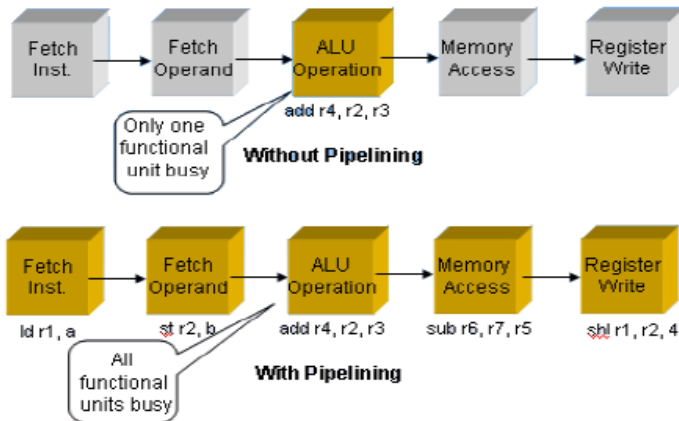 Fetch
Inst.
Fetch
Operand
ALU
Operation
Memory
Access
Register
Write
add r4, r2, r3
Only one
functional
unit busy
Without Pipelining
Fetch
Inst.
Fetch
Operand
ALU
Operation
Memory
Access
Register
Write
ld r1, a
st r2, b
add r4, r2, r3
sub r6, r7, r5
shl r1, r2, 4
All
functional
units busy
With Pipelining